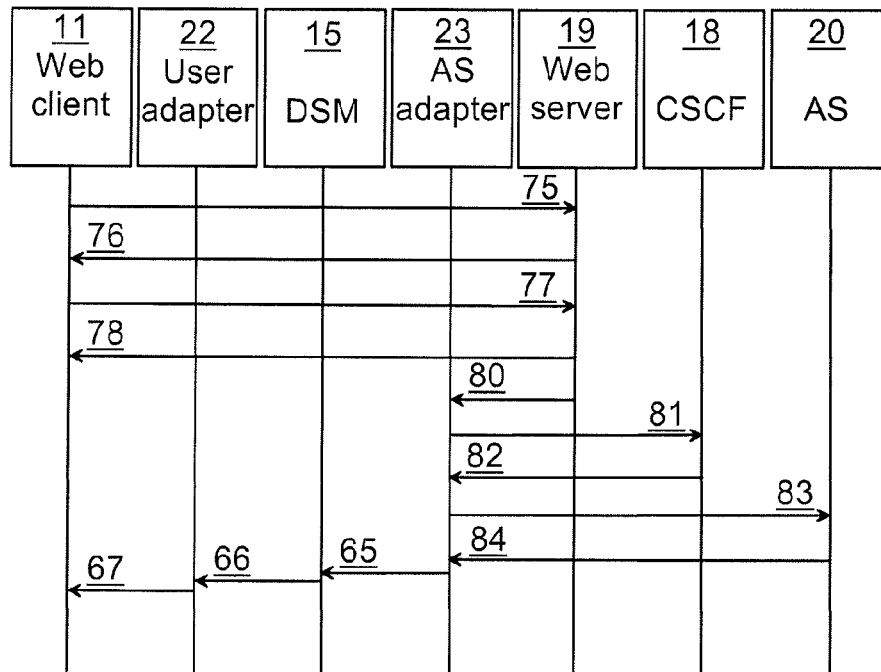 11
Web
client
22
User
adapter
15
DSM
23
AS
adapter
19
Web
server
18
CSCF
20
AS
75
76
77
78
80
81
82
83
84
65
66
67